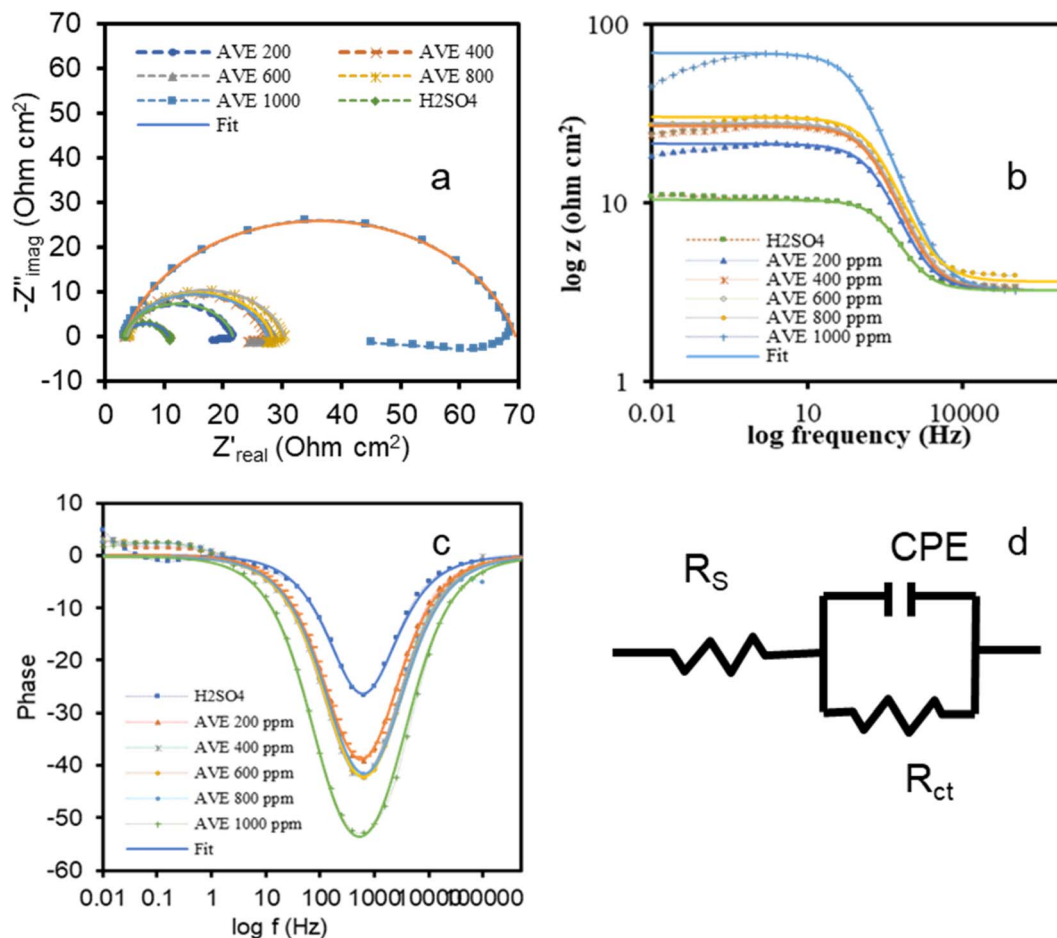 70
60
50
40
30
20
10
0
-10
-Z''imag (Ohm cm2)
AVE 200
AVE 400
AVE 600
AVE 800
AVE 1000
H2SO4
Fit
a
0 10 20 30 40 50 60 70
Z'real (Ohm cm2)
100
10
1
log z (ohm cm2)
b
H2SO4
AVE 200 ppm
AVE 400 ppm
AVE 600 ppm
AVE 800 ppm
AVE 1000 ppm
Fit
0.01 10 10000
log frequency (Hz)
10
0
-10
-20
-30
-40
-50
-60
Phase
c
H2SO4
AVE 200 ppm
AVE 400 ppm
AVE 600 ppm
AVE 800 ppm
AVE 1000 ppm
Fit
0.01 0.1 1 10 100 1000 10000 100000
log f (Hz)
CPE
d
RS
Rct